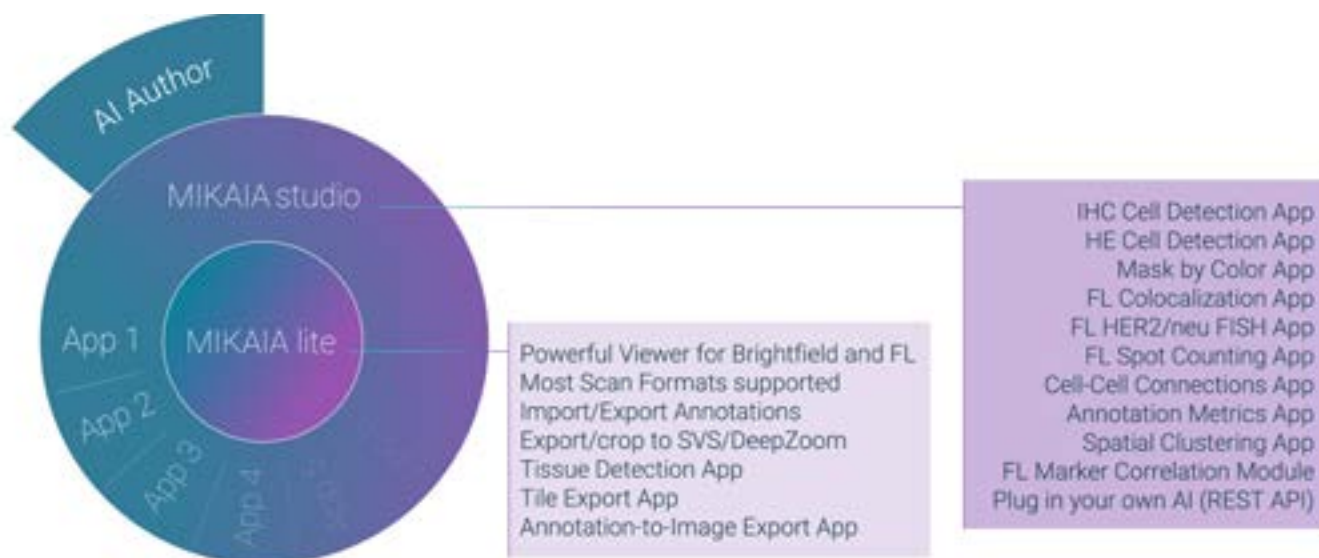 AI Author
MIKAIA studio
MIKAIA lite
App 1
App 2
App 3
App 4
Powerful Viewer for Brightfield and FL
Most Scan Formats supported
Import/Export Annotations
Export/crop to SVS/DeepZoom
Tissue Detection App
Tile Export App
Annotation-to-Image Export App
IHC Cell Detection App
HE Cell Detection App
Mask by Color App
FL Colocalization App
FL HER2/neu FISH App
FL Spot Counting App
Cell-Cell Connections App
Annotation Metrics App
Spatial Clustering App
FL Marker Correlation Module
Plug in your own AI (REST API)